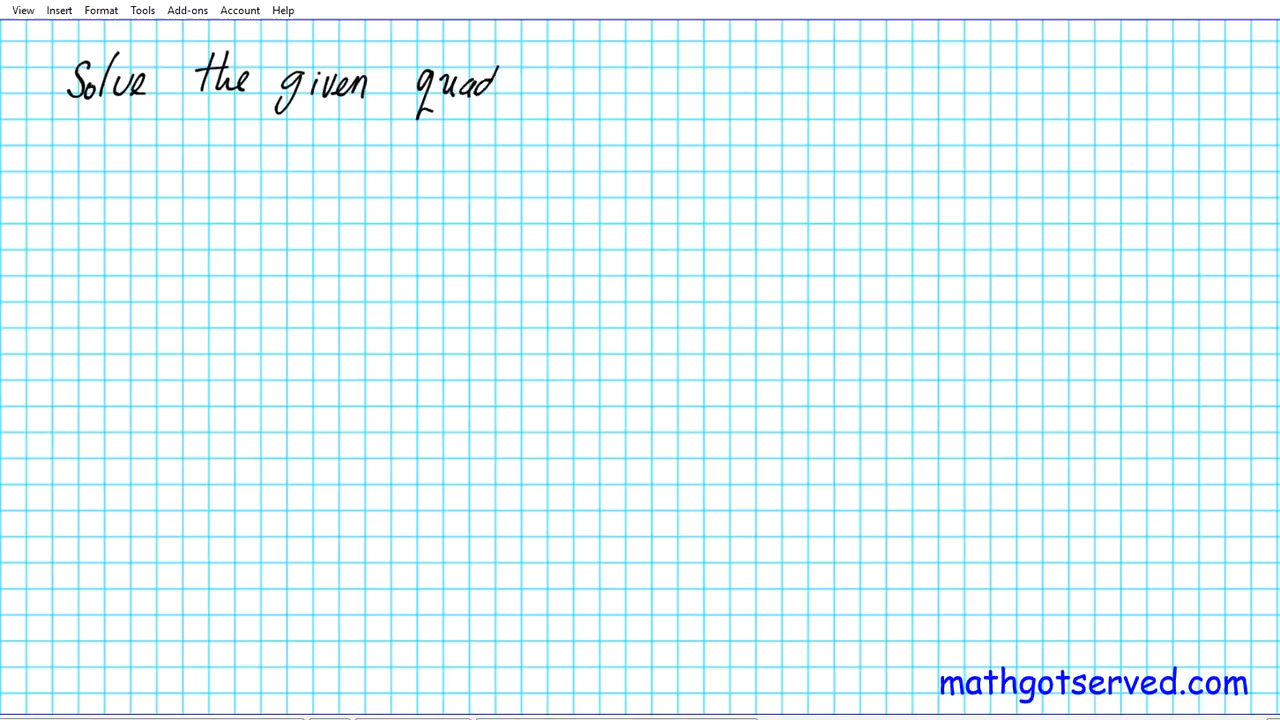 View Insert Format Tools Add-ons Account Help
Solve the given quad
mathgotserved.com